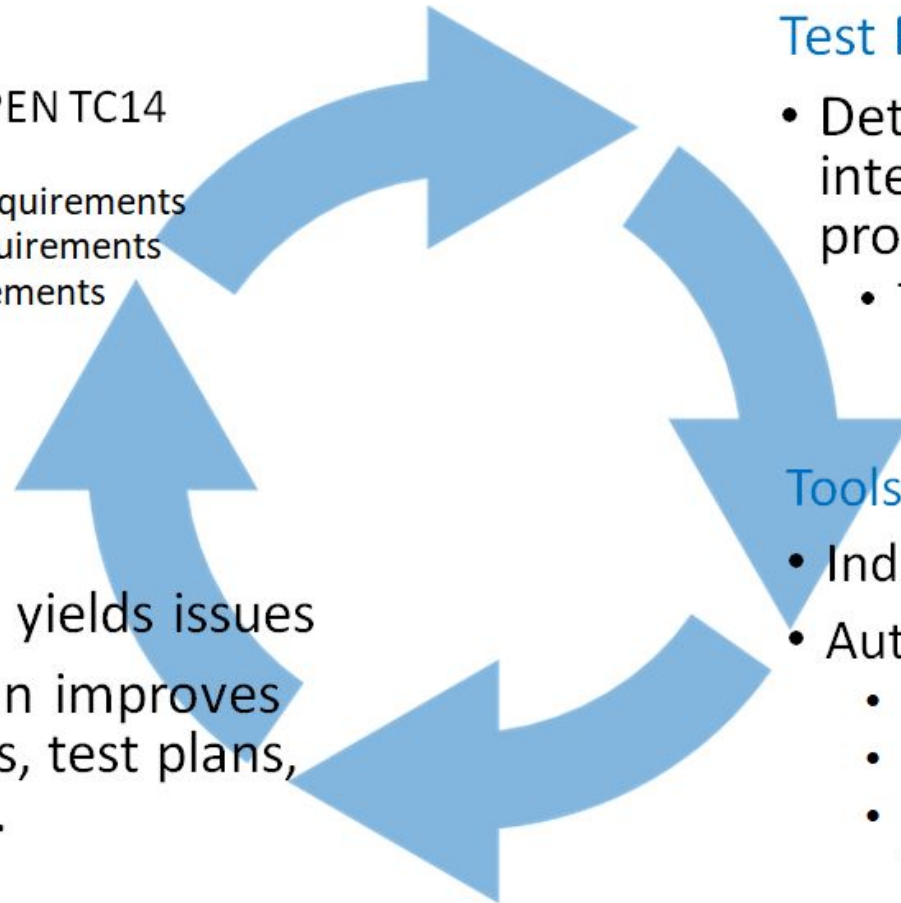 PEN TC14
quirements
uirements
ements
yields issues
n improves
s, test plans,
.
Test
• Det
inte
pro
•
Tools
• Ind
• Aut
•
•
•